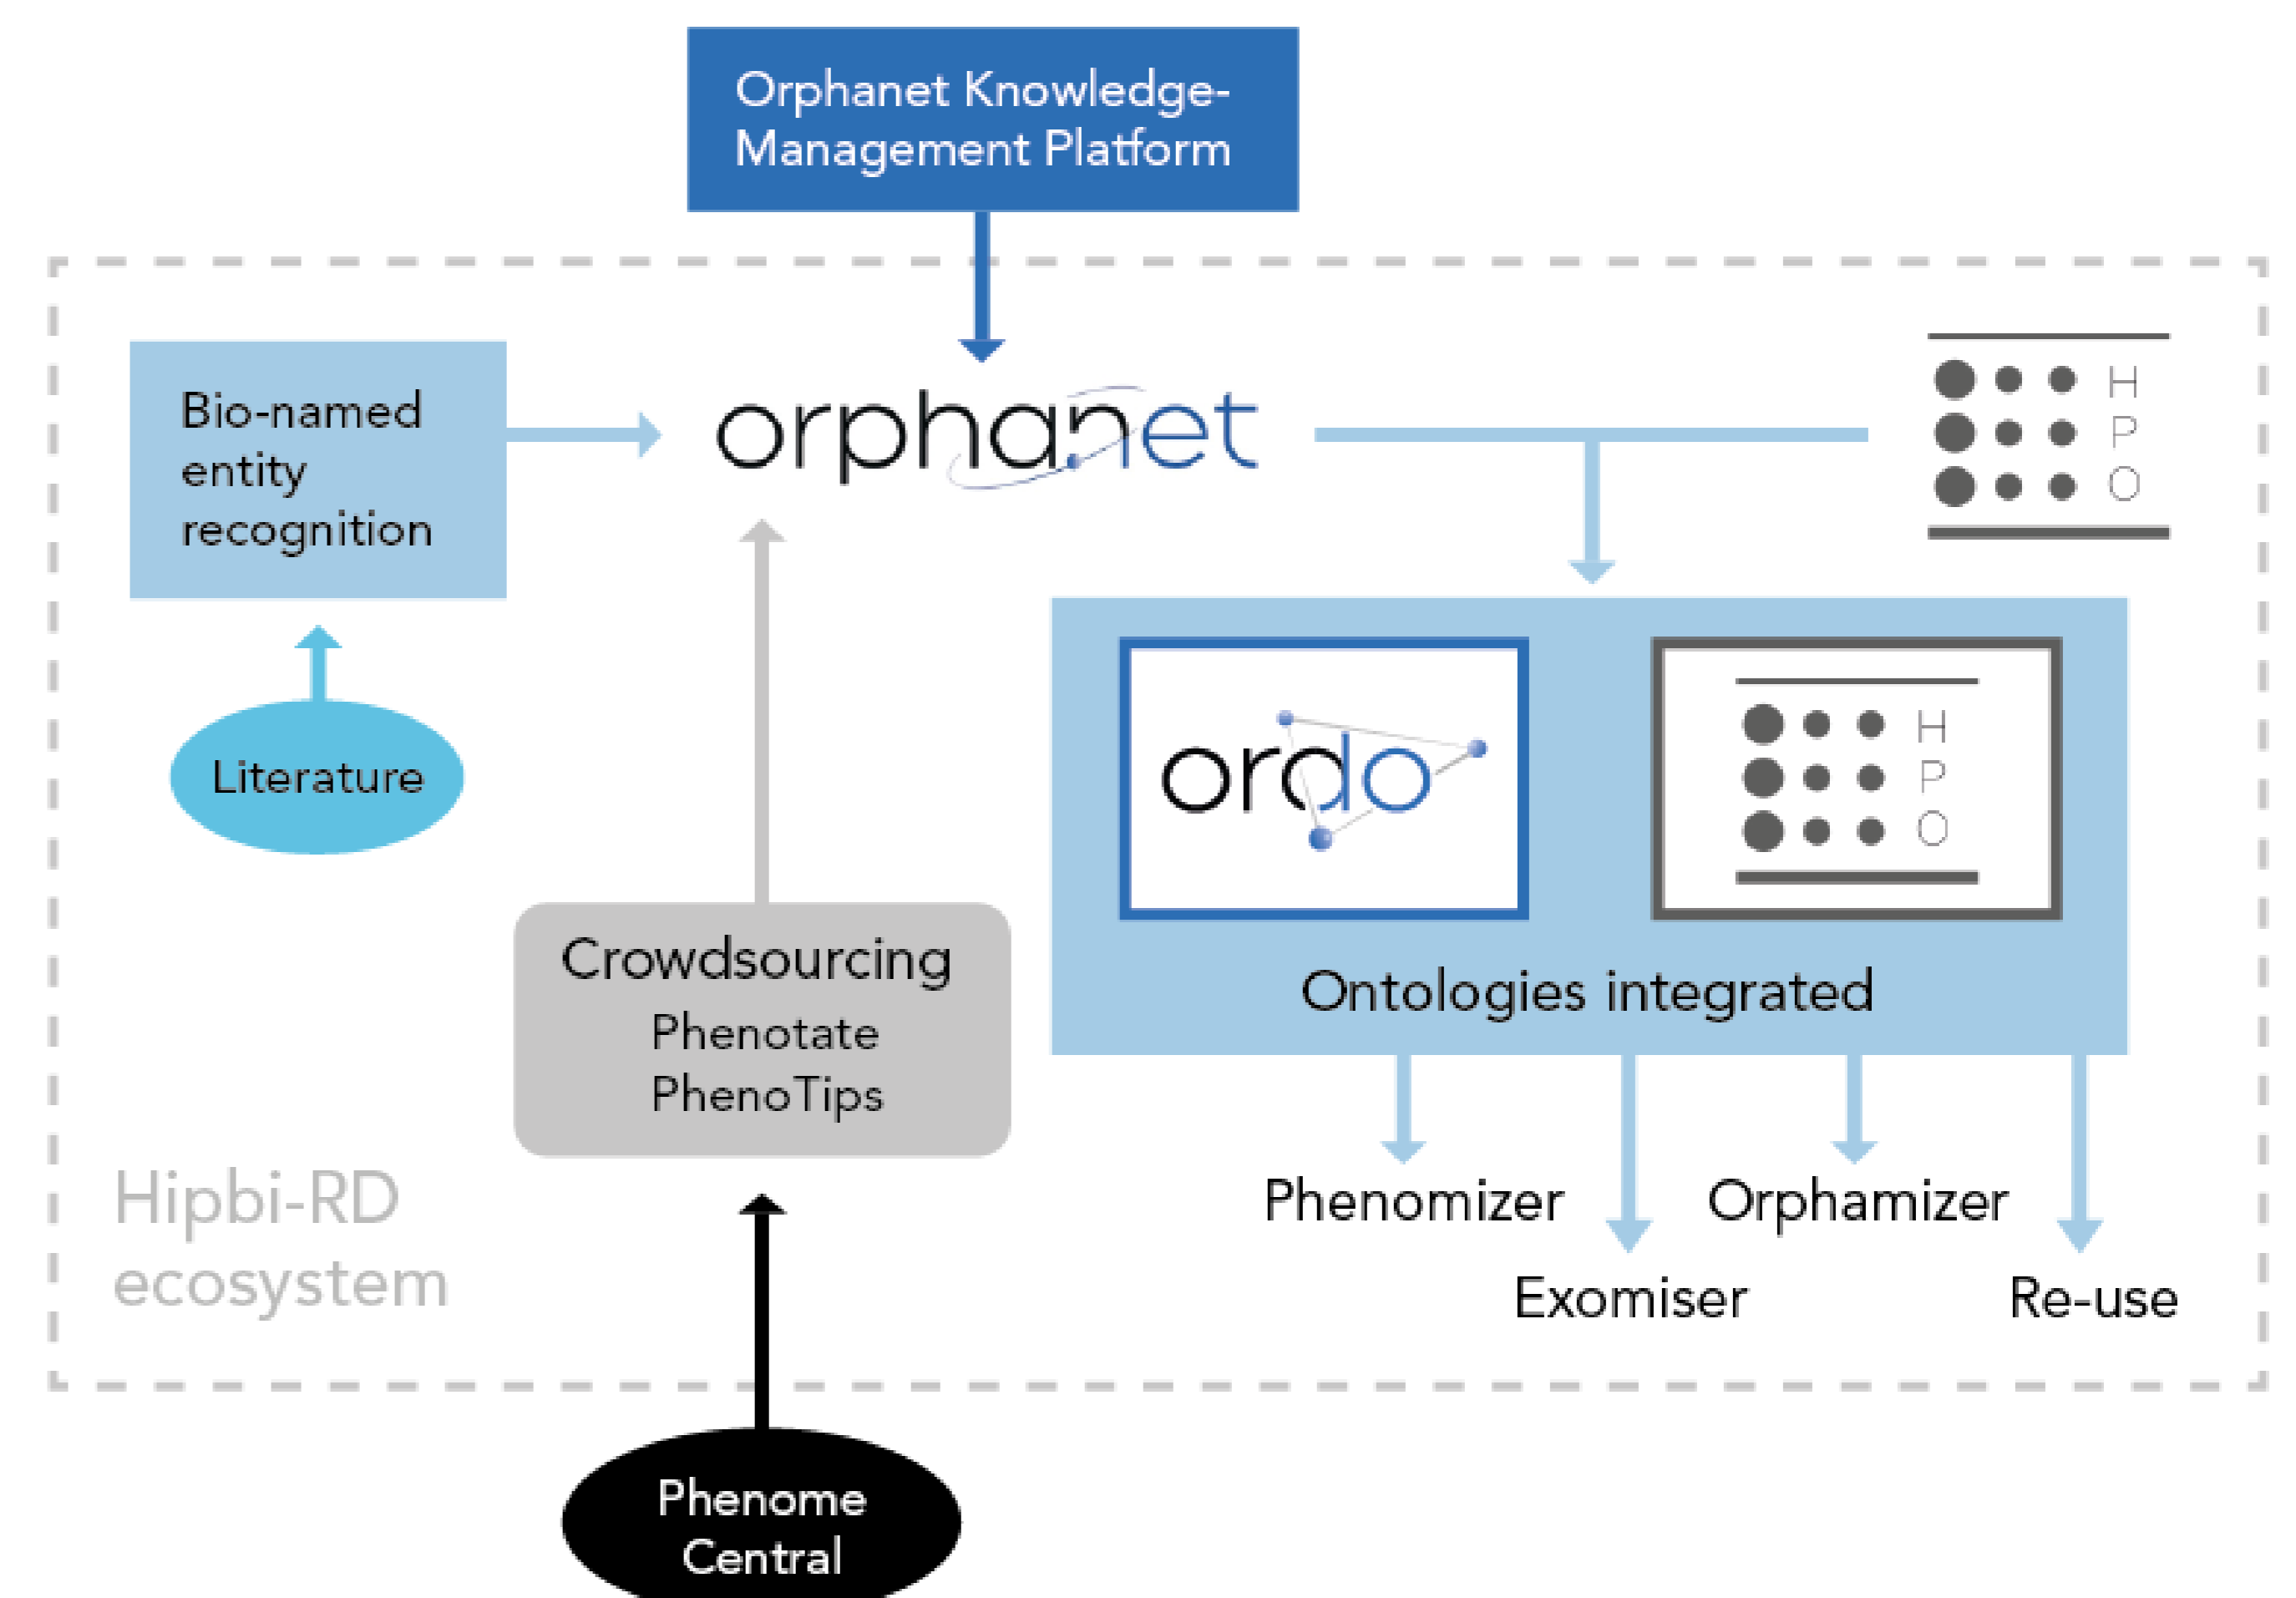 Orphanet Knowledge-
Management Platform
Bio-named
entity
recognition
orphanet
H
P
O
Literature
ordo
H
P
O
Ontologies integrated
Crowdsourcing
Phenotate
PhenoTips
Phenomizer
Orphamizer
Exomiser
Re-use
Hipbi-RD
ecosystem
Phenome
Central